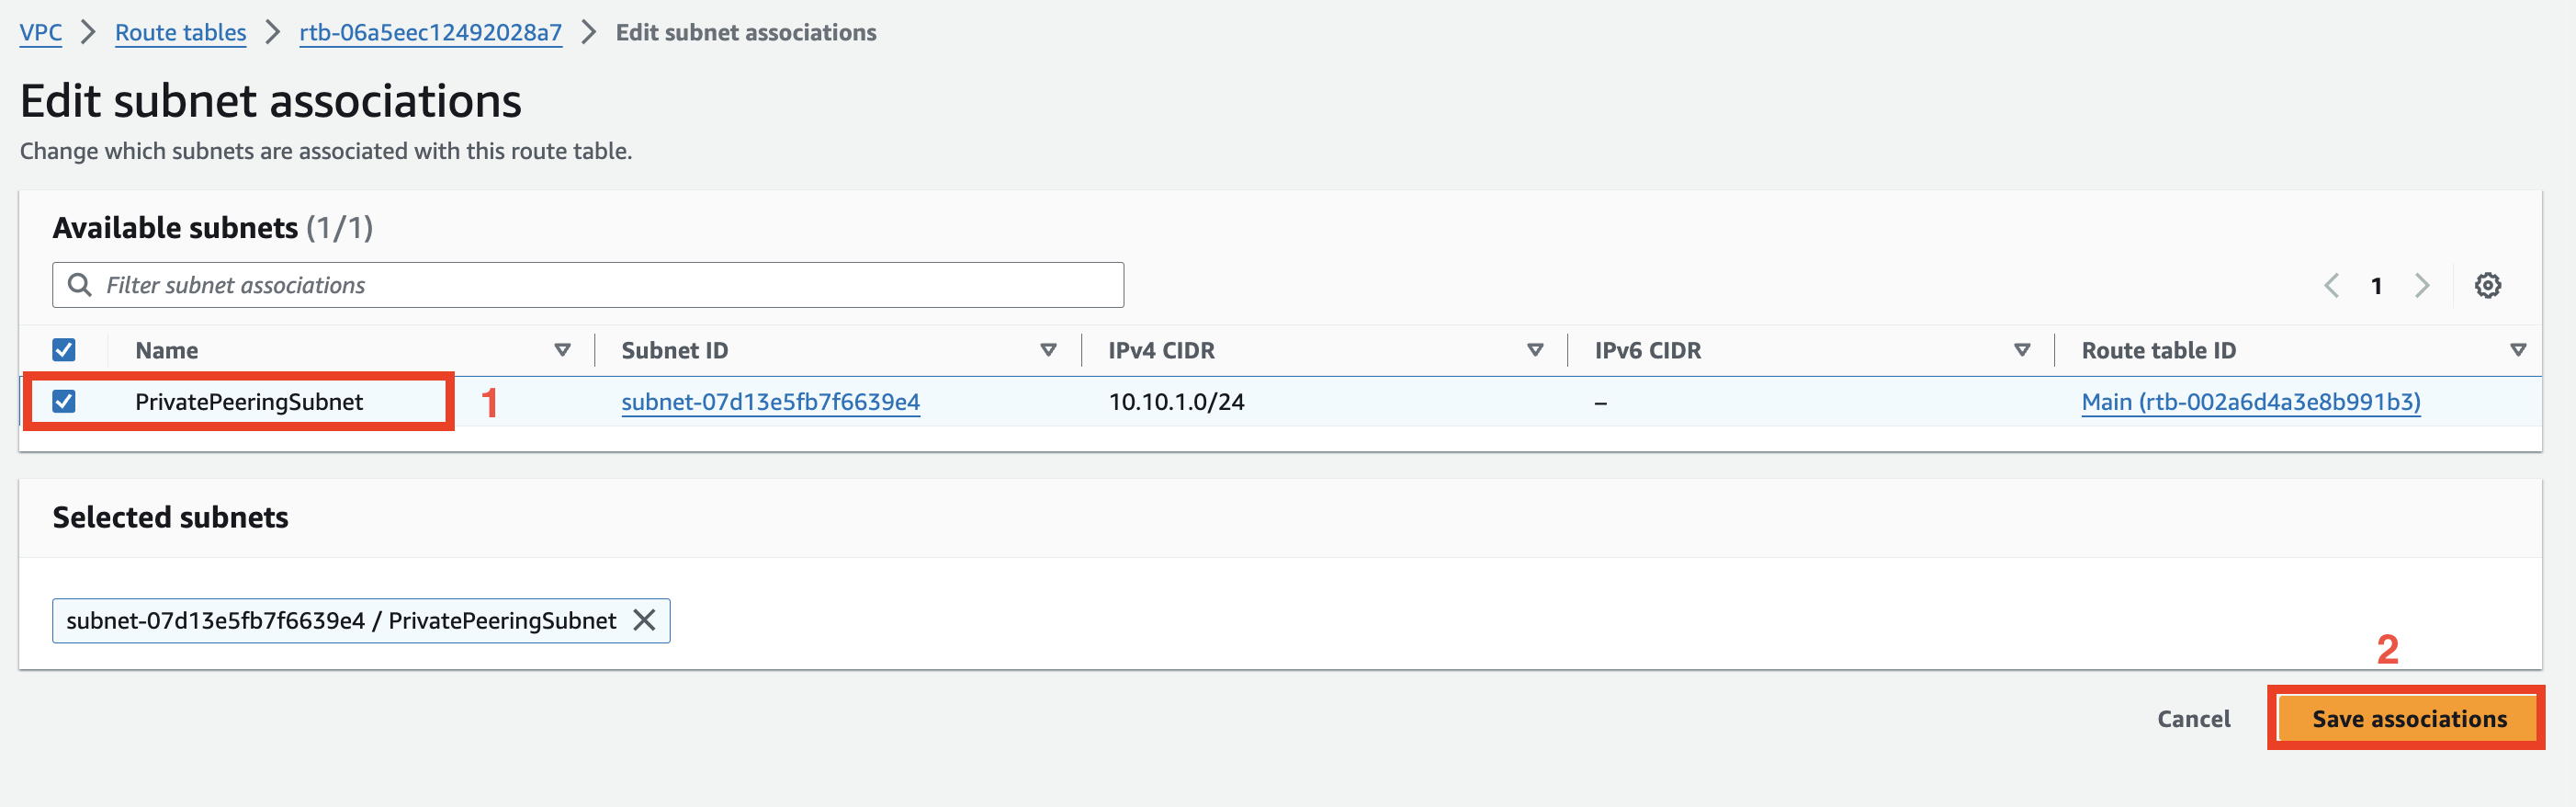 VPC > Route tables > rtb-06a5eec12492028a7 > Edit subnet associations
Edit subnet associations
Change which subnets are associated with this route table.
Available subnets (1/1)
Filter subnet associations
1
Name Subnet ID IPv4 CIDR IPv6 CIDR Route table ID
PrivatePeeringSubnet 1 subnet-07d13e5fb7f6639e4 10.10.1.0/24 – Main (rtb-002a6d4a3e8b991b3)
Selected subnets
subnet-07d13e5fb7f6639e4 / PrivatePeeringSubnet
2
Cancel Save associations